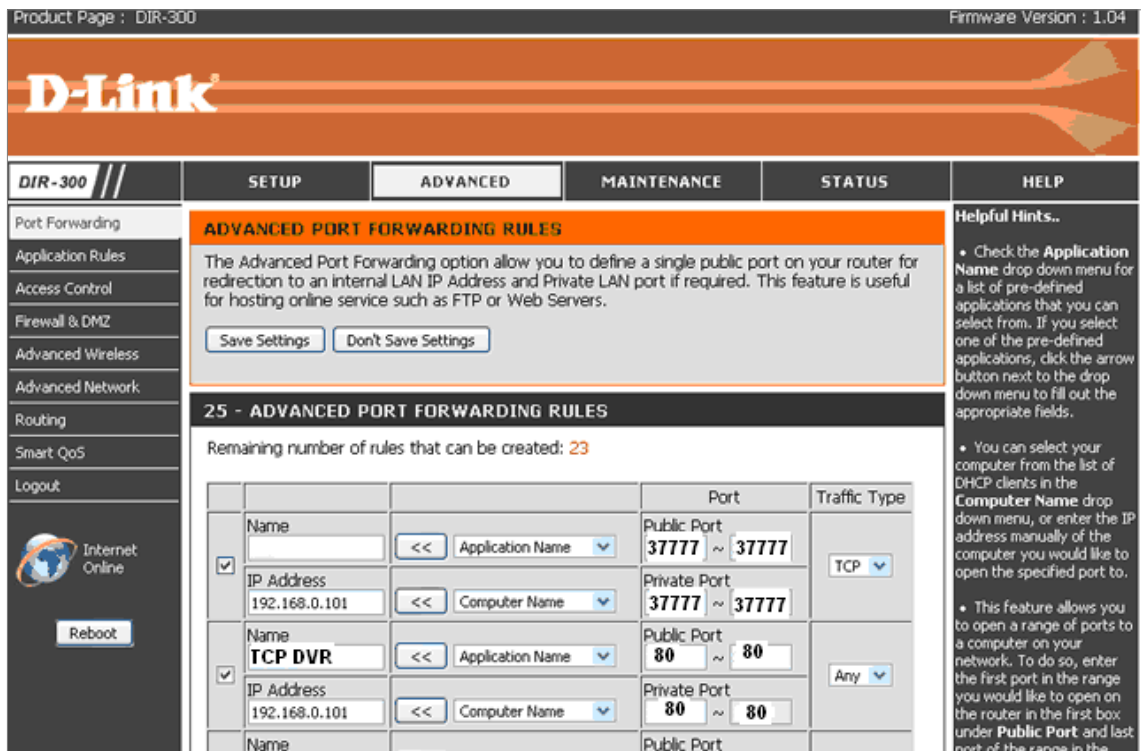 Product Page : DIR-300
Firmware Version : 1.04
D-Link
DIR-300
SETUP
ADVANCED
MAINTENANCE
STATUS
HELP
Port Forwarding
Application Rules
Access Control
Firewall & DMZ
Advanced Wireless
Advanced Network
Routing
Smart QoS
Logout
Internet
Online
Reboot
ADVANCED PORT FORWARDING RULES
The Advanced Port Forwarding option allow you to define a single public port on your router for
redirection to an internal LAN IP Address and Private LAN port if required. This feature is useful
for hosting online service such as FTP or Web Servers.
Save Settings
Don't Save Settings
25 - ADVANCED PORT FORWARDING RULES
Remaining number of rules that can be created: 23
Port
Traffic Type
Name
<<
Application Name
Public Port
37777 ~ 37777
TCP
IP Address
192.168.0.101
<<
Computer Name
Private Port
37777 ~ 37777
Name
TCP DVR
<<
Application Name
Public Port
80 ~ 80
Any
IP Address
192.168.0.101
<<
Computer Name
Private Port
80 ~ 80
Name
Public Port
Helpful Hints..
• Check the Application
Name drop down menu for
a list of pre-defined
applications that you can
select from. If you select
one of the pre-defined
applications, click the arrow
button next to the drop
down menu to fill out the
appropriate fields.
• You can select your
computer from the list of
DHCP clients in the
Computer Name drop
down menu, or enter the IP
address manually of the
computer you would like to
open the specified port to.
• This feature allows you
to open a range of ports to
a computer on your
network. To do so, enter
the first port in the range
you would like to open on
the router in the first box
under Public Port and last
port of the range in the